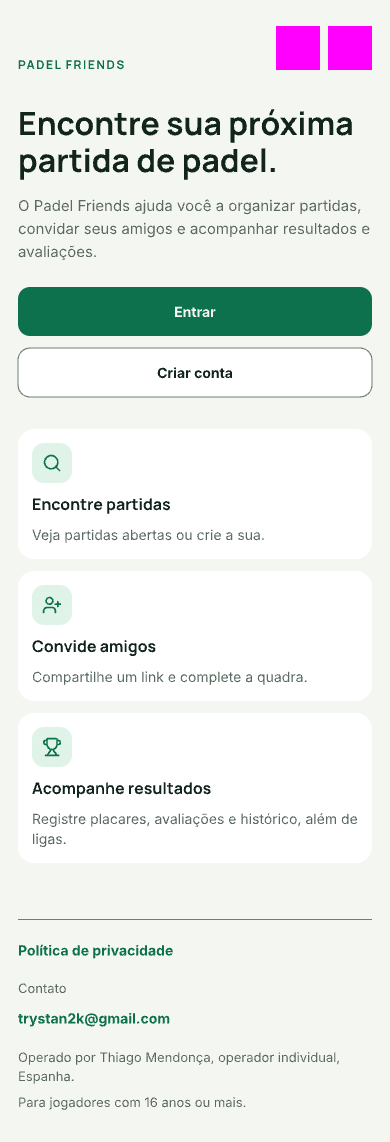 PADEL FRIENDS
Encontre sua próxima
partida de padel.
O Padel Friends ajuda você a organizar partidas,
convidar seus amigos e acompanhar resultados e
avaliações.
Entrar
Criar conta
Encontre partidas
Veja partidas abertas ou crie a sua.
Convide amigos
Compartilhe um link e complete a quadra.
Acompanhe resultados
Registre placares, avaliações e histórico, além de
ligas.
Política de privacidade
Contato
trystan2k@gmail.com
Operado por Thiago Mendonça, operador individual,
Espanha.
Para jogadores com 16 anos ou mais.